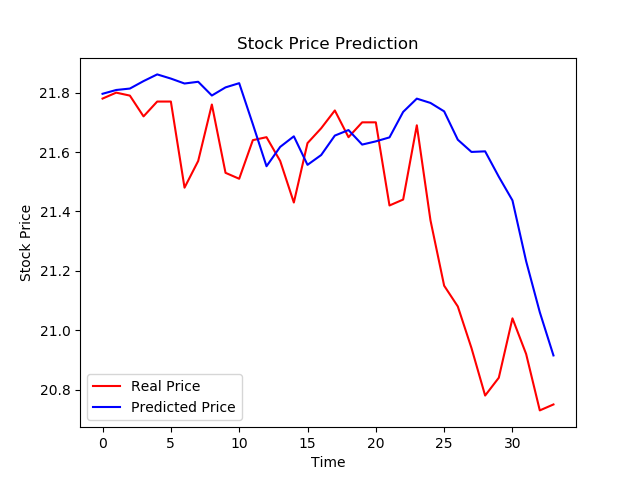 Stock Price Prediction
Stock Price
21.8
21.6
21.4
21.2
21.0
20.8
Real Price
Predicted Price
0 5 10 15 20 25 30
Time